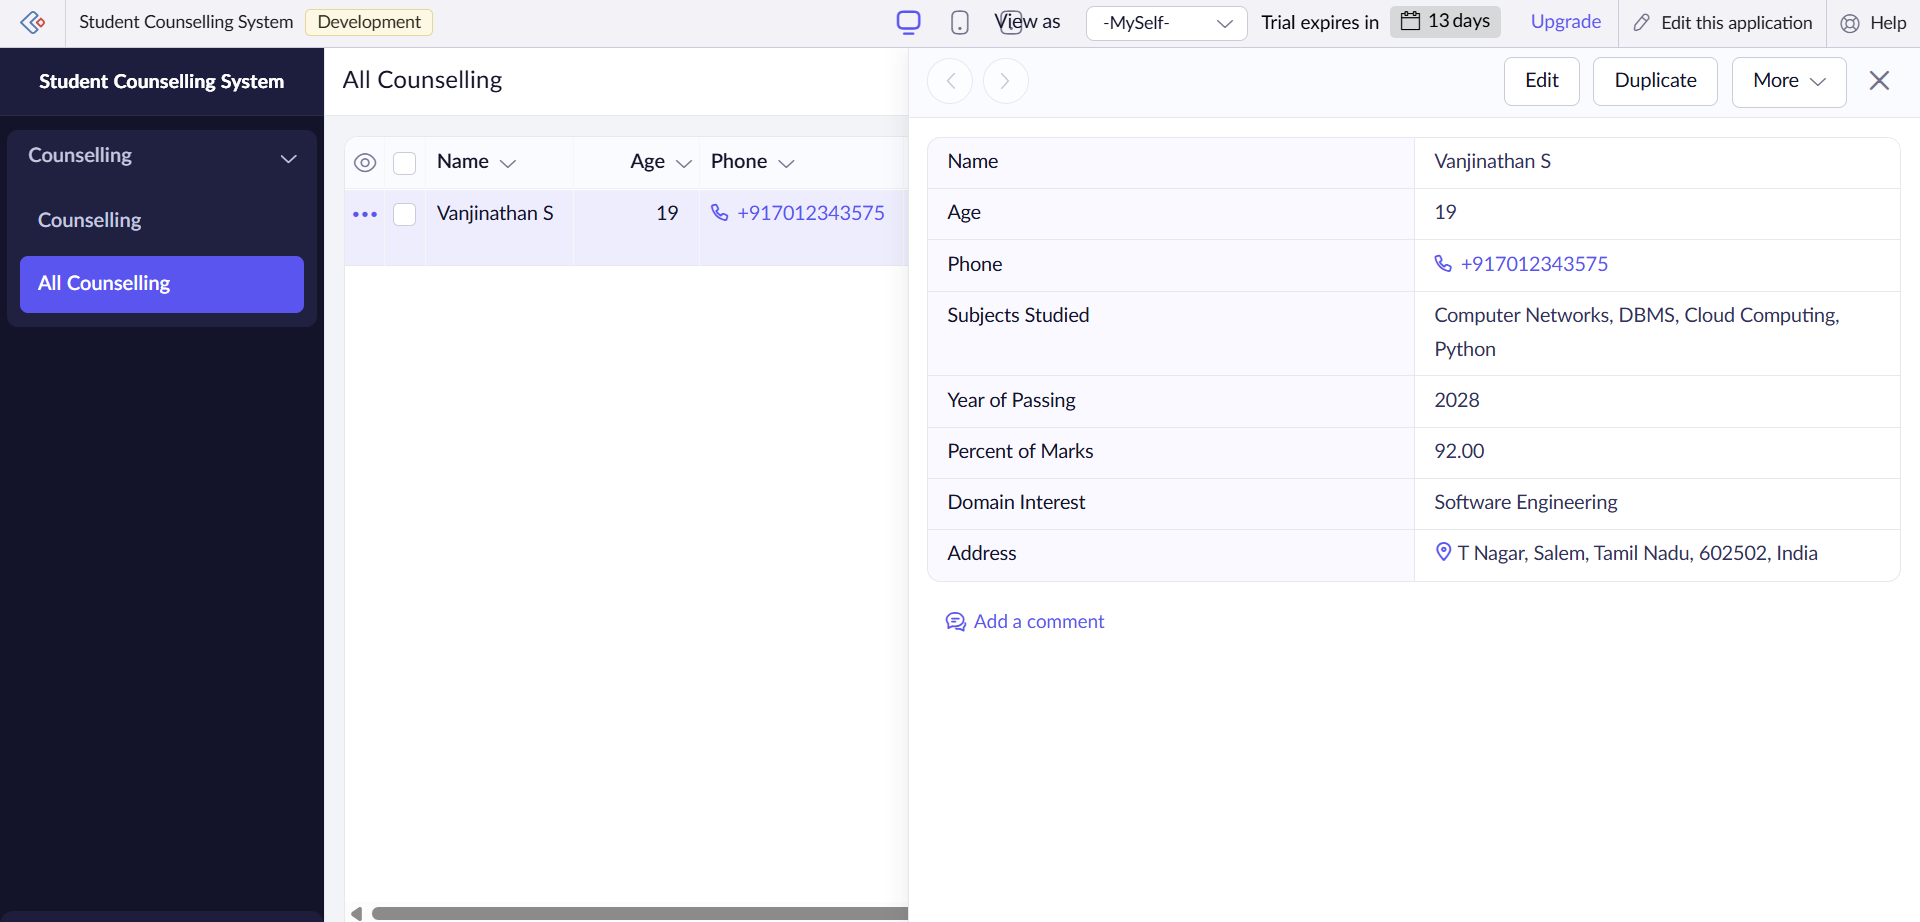 Student Counselling System Development View as -MySelf- Trial expires in 13 days Upgrade Edit this application Help
Student Counselling System
Counselling
Counselling
All Counselling
All Counselling
Name Age Phone
Vanjinathan S 19 +917012343575
Edit Duplicate More
Name Vanjinathan S
Age 19
Phone +917012343575
Subjects Studied Computer Networks, DBMS, Cloud Computing,
Python
Year of Passing 2028
Percent of Marks 92.00
Domain Interest Software Engineering
Address T Nagar, Salem, Tamil Nadu, 602502, India
Add a comment